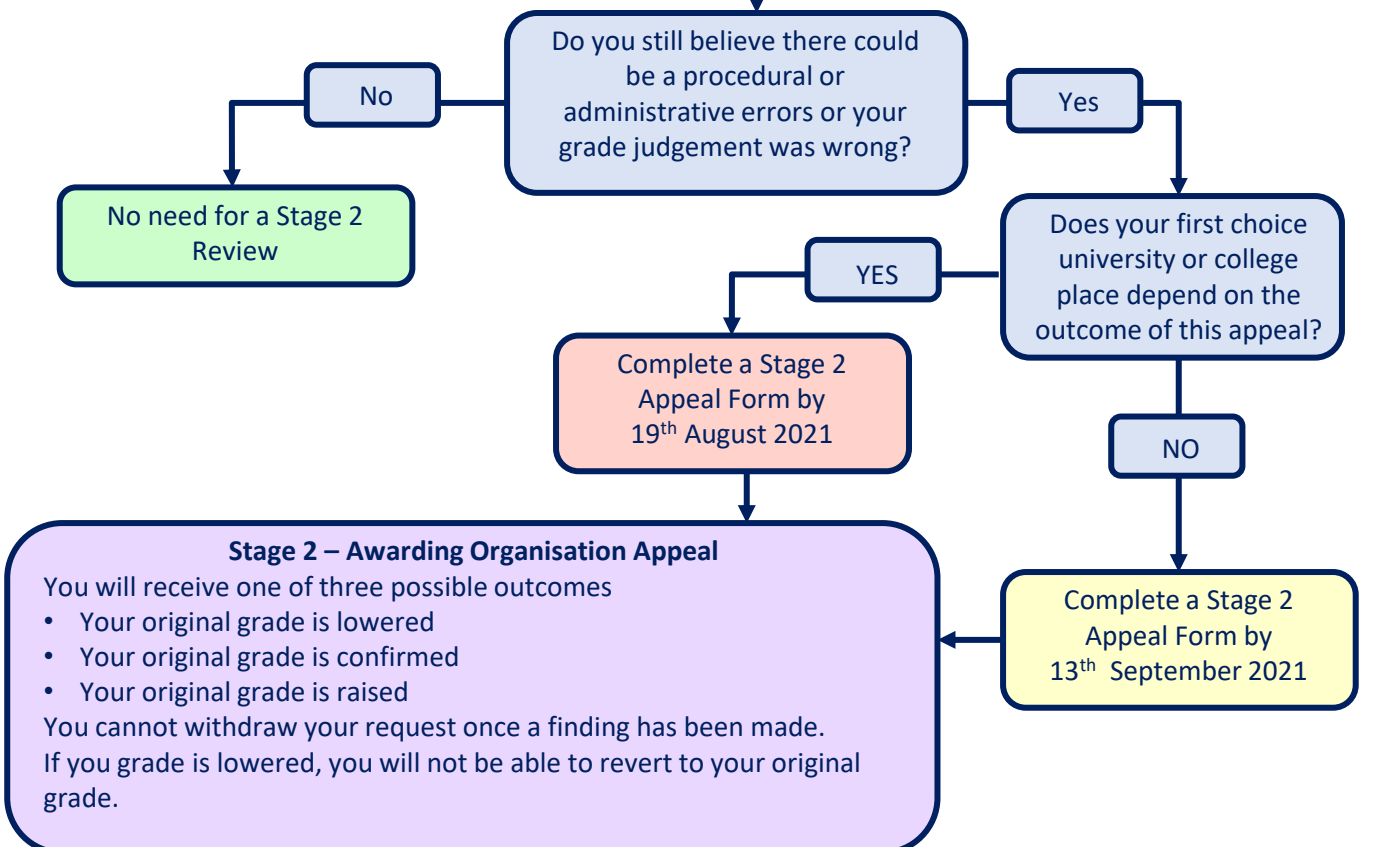 Do you still believe there could
be a procedural or
administrative errors or your
grade judgement was wrong?
No
Yes
No need for a Stage 2
Review
Does your first choice
university or college
place depend on the
outcome of this appeal?
YES
Complete a Stage 2
Appeal Form by
19th August 2021
NO
Complete a Stage 2
Appeal Form by
13th September 2021
Stage 2 – Awarding Organisation Appeal
You will receive one of three possible outcomes
• Your original grade is lowered
• Your original grade is confirmed
• Your original grade is raised
You cannot withdraw your request once a finding has been made.
If you grade is lowered, you will not be able to revert to your original
grade.